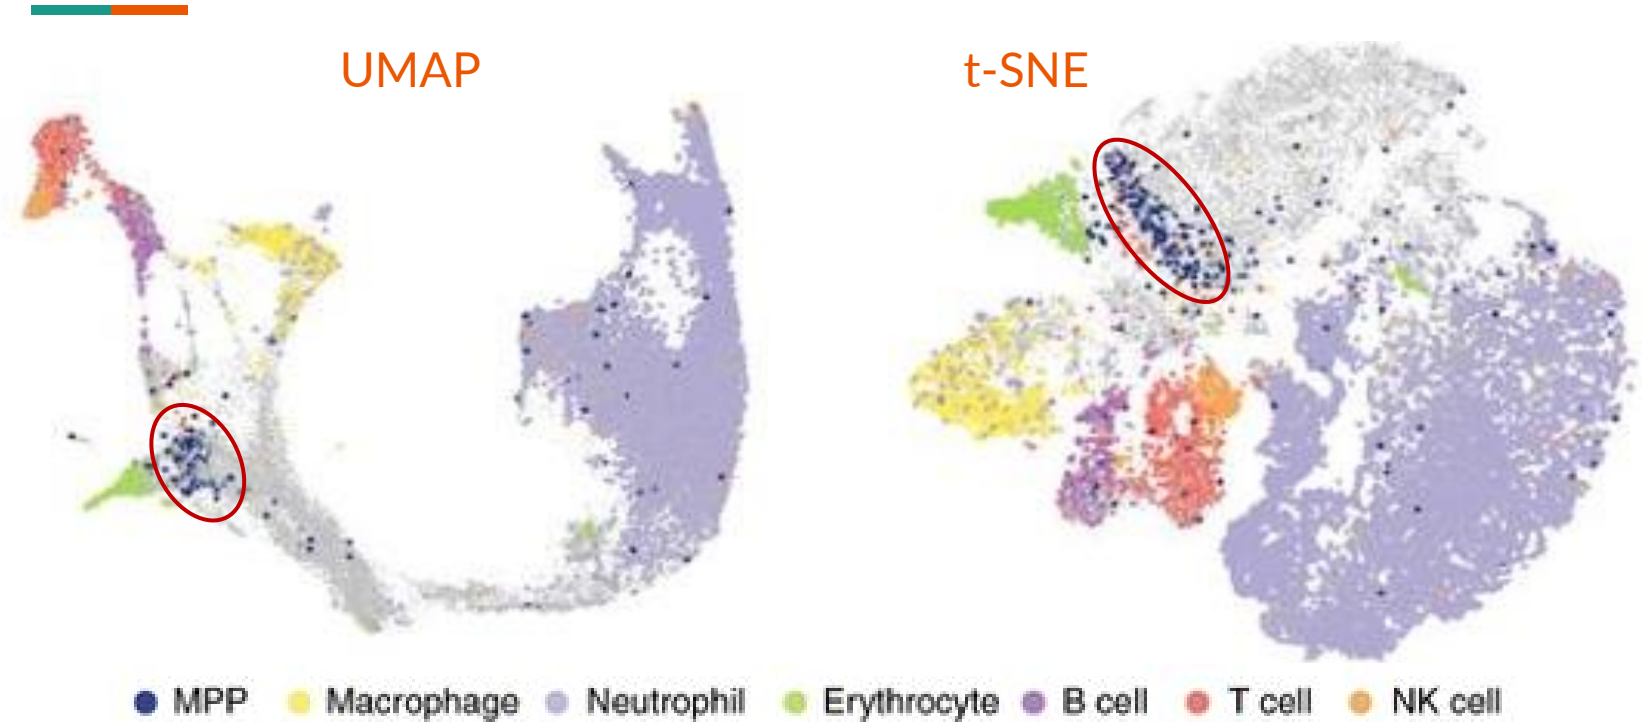 UMAP
t-SNE
MPP Macrophage Neutrophil Erythrocyte B cell T cell NK cell